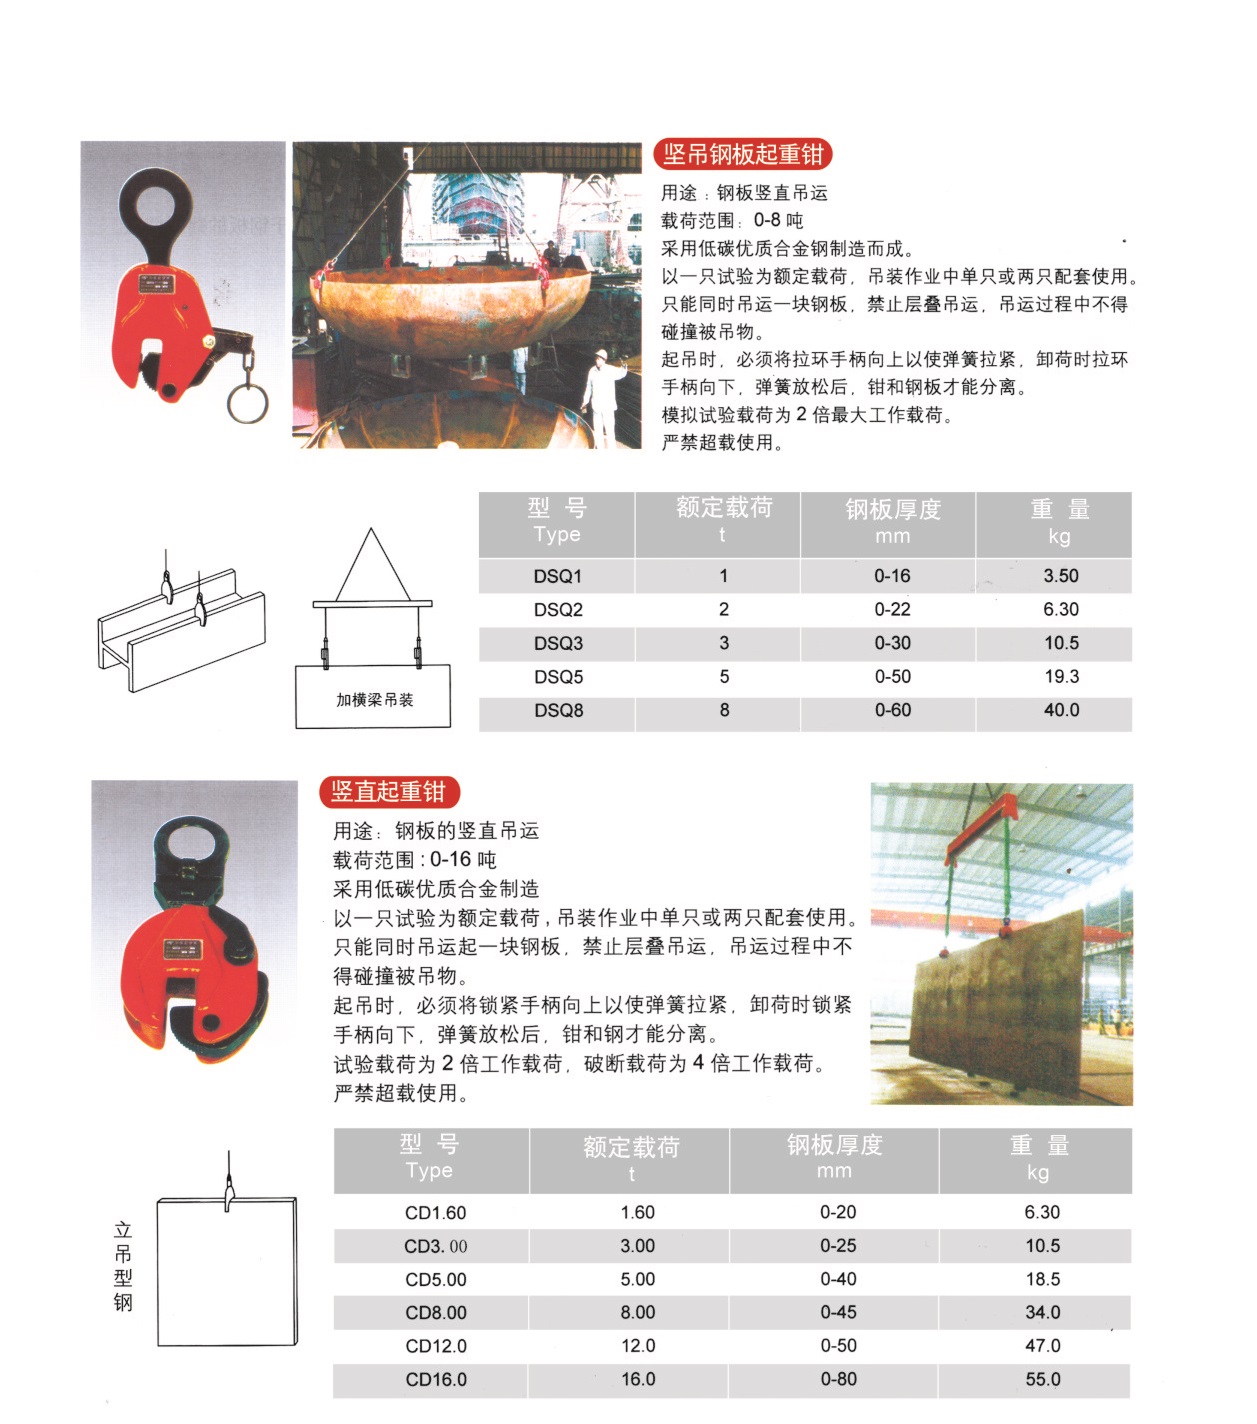 坚吊钢板起重钳
用途：钢板竖直吊运
载荷范围：0-8 吨
采用低碳优质合金钢制造而成。
以一只试验为额定载荷，吊装作业中单只或两只配套使用。
只能同时吊运一块钢板，禁止层叠吊运，吊运过程中不得
碰撞被吊物。
起吊时，必须将拉环手柄向上以使弹簧拉紧，卸荷时拉环
手柄向下，弹簧放松后，钳和钢板才能分离。
模拟试验载荷为 2 倍最大工作载荷。
严禁超载使用。
加横梁吊装
型 号 额定载荷 钢板厚度 重 量
Type t mm kg
DSQ1 1 0-16 3.50
DSQ2 2 0-22 6.30
DSQ3 3 0-30 10.5
DSQ5 5 0-50 19.3
DSQ8 8 0-60 40.0
竖直起重钳
用途：钢板的竖直吊运
载荷范围：0-16 吨
采用低碳优质合金制造
以一只试验为额定载荷，吊装作业中单只或两只配套使用。
只能同时吊运起一块钢板，禁止层叠吊运，吊运过程中不
得碰撞被吊物。
起吊时，必须将锁紧手柄向上以使弹簧拉紧，卸荷时锁紧
手柄向下，弹簧放松后，钳和钢才能分离。
试验载荷为 2 倍工作载荷，破断载荷为 4 倍工作载荷。
严禁超载使用。
立吊型钢
型 号 额定载荷 钢板厚度 重 量
Type t mm kg
CD1.60 1.60 0-20 6.30
CD3.00 3.00 0-25 10.5
CD5.00 5.00 0-40 18.5
CD8.00 8.00 0-45 34.0
CD12.0 12.0 0-50 47.0
CD16.0 16.0 0-80 55.0